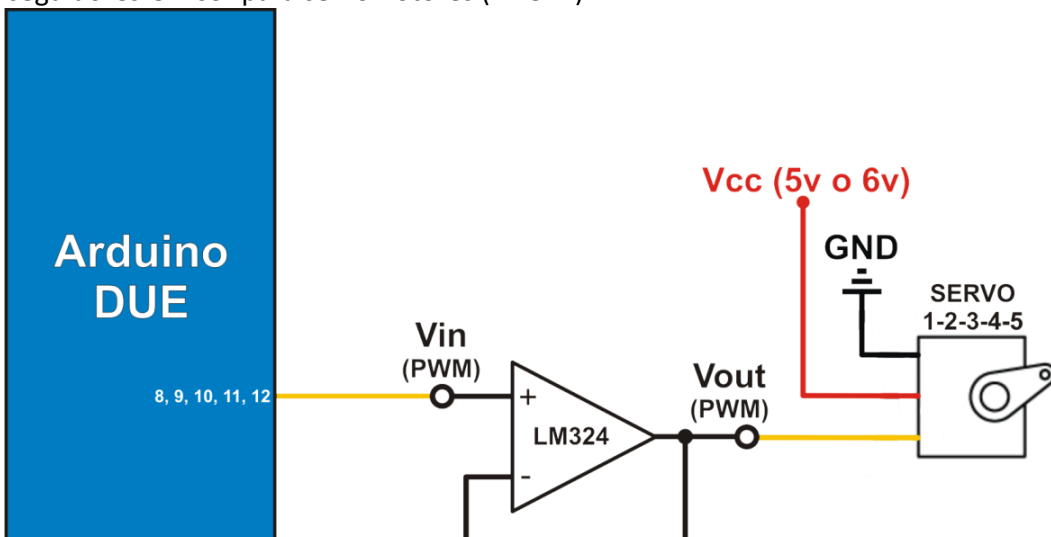 Vcc (5v o 6v)
GND
Arduino
DUE
SERVO
1-2-3-4-5
Vin
(PWM)
Vout
(PWM)
8, 9, 10, 11, 12
+
LM324
-